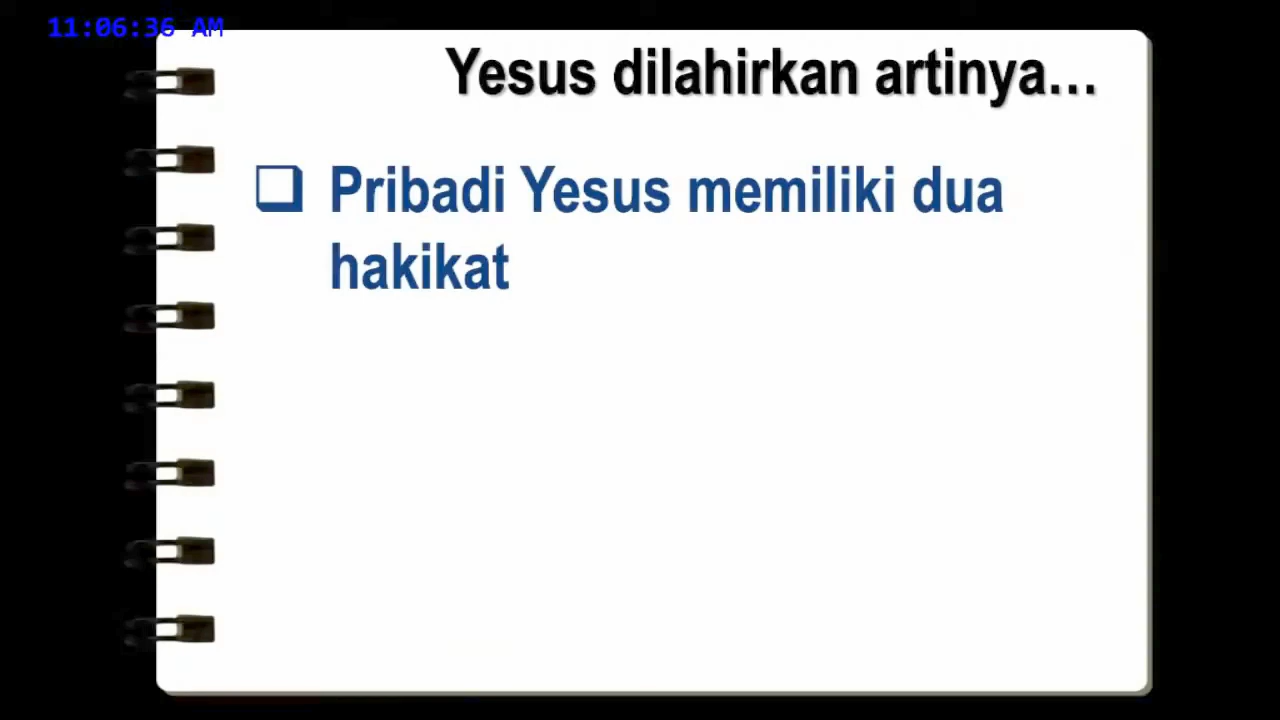 11:06:36 AM
Yesus dilahirkan artinya...
❑ Pribadi Yesus memiliki dua
hakikat